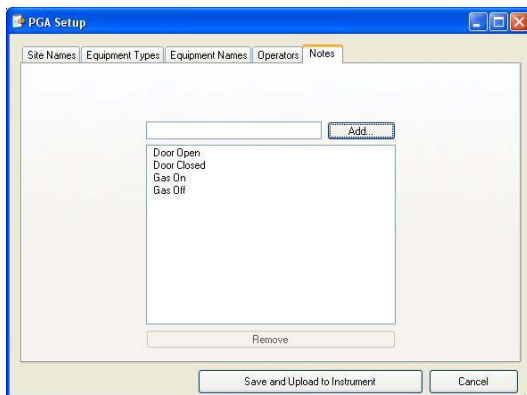 PGA Setup
Site Names Equipment Types Equipment Names Operators Notes
Add...
Door Open
Door Closed
Gas On
Gas Off
Remove
Save and Upload to Instrument Cancel